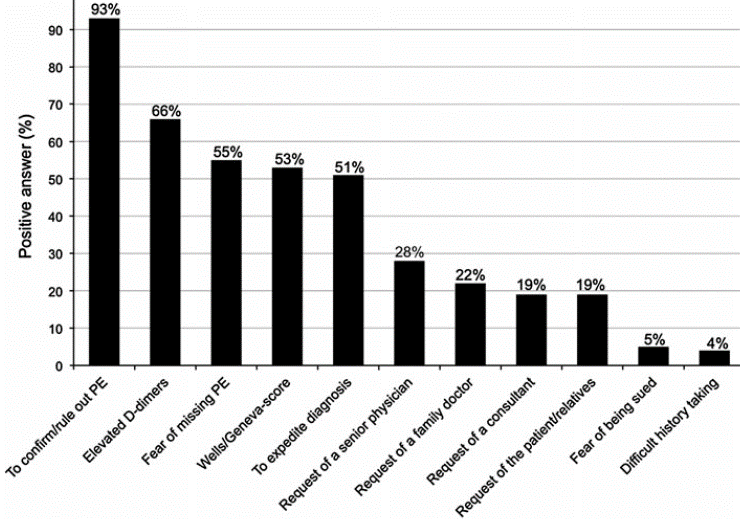 Positive answer (%)
90
80
70
60
50
40
30
20
10
0
93%
66%
55%
53%
51%
28%
22%
19%
19%
5%
4%
To confirm/rule out PE
Elevated D-dimers
Fear of missing PE
Wells/Geneva-score
To expedite diagnosis
Request of a senior physician
Request of a family doctor
Request of a consultant
Request of the patient/relatives
Fear of being sued
Difficult history taking